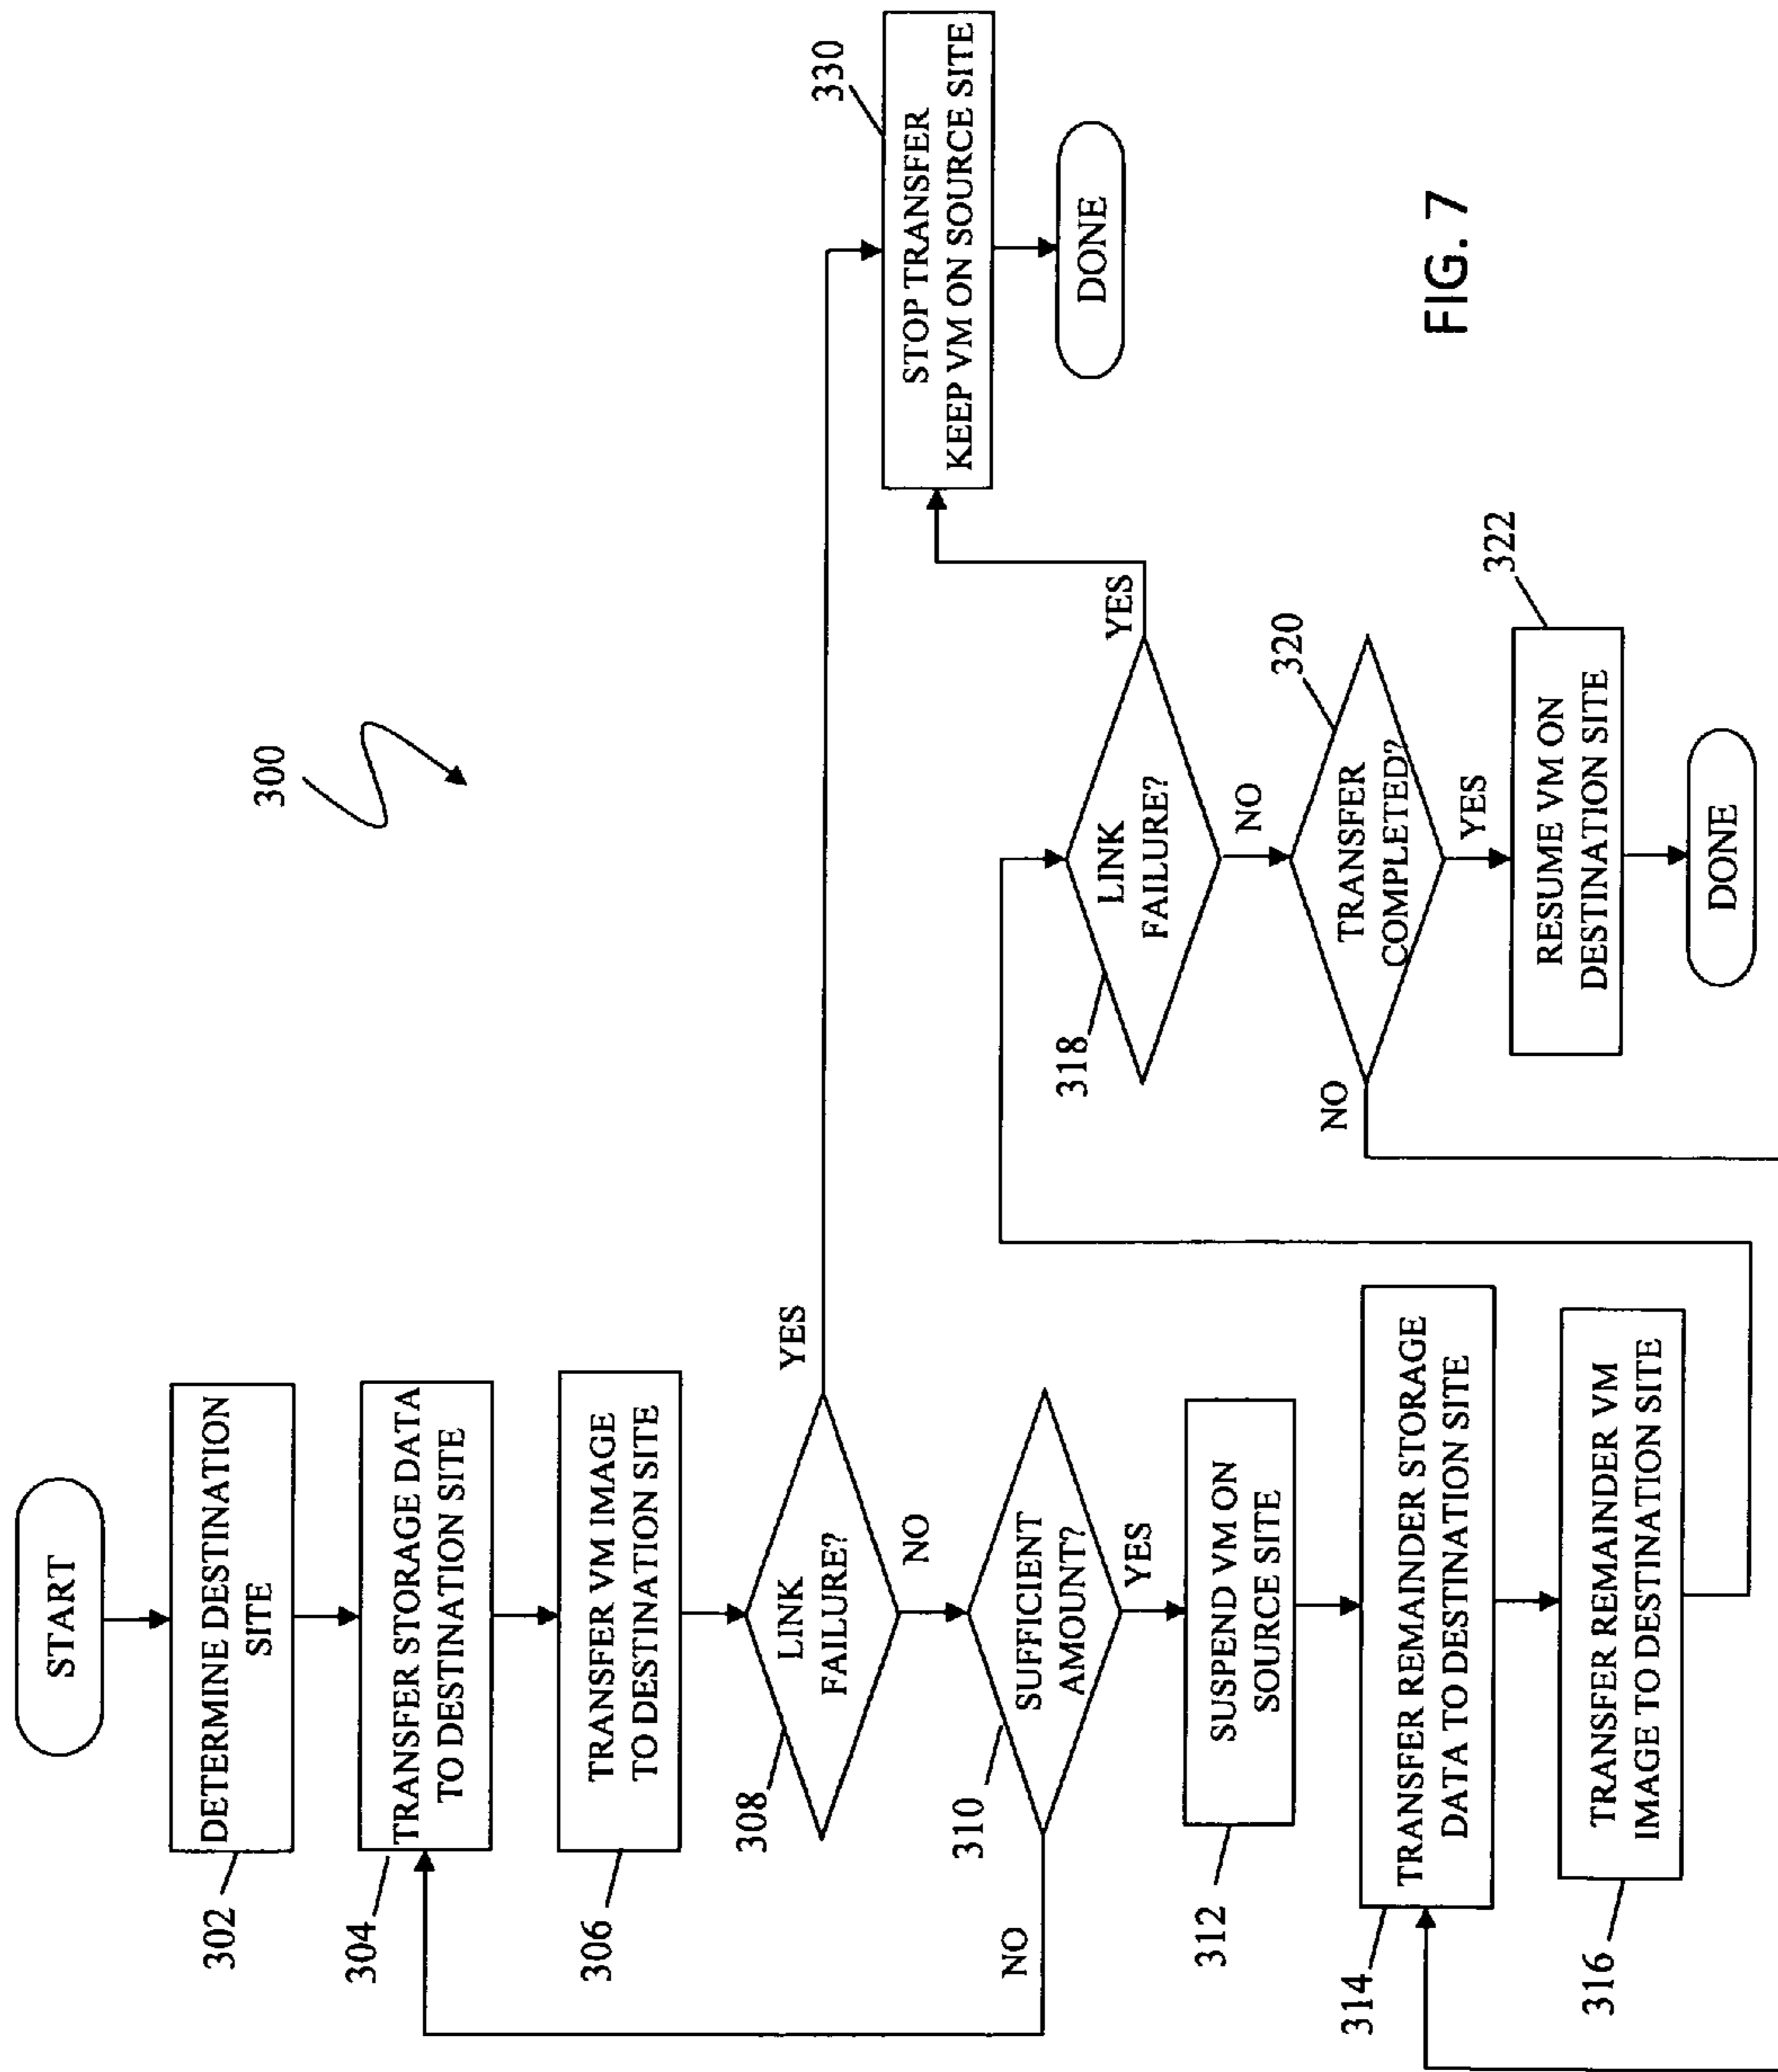 300
START
DETERMINE DESTINATION
SITE
302
TRANSFER STORAGE DATA
TO DESTINATION SITE
304
TRANSFER VM IMAGE
TO DESTINATION SITE
306
LINK
FAILURE?
308
YES
NO
SUFFICIENT
AMOUNT?
310
NO
YES
SUSPEND VM ON
SOURCE SITE
312
TRANSFER REMAINDER STORAGE
DATA TO DESTINATION SITE
314
TRANSFER REMAINDER VM
IMAGE TO DESTINATION SITE
316
LINK
FAILURE?
318
YES
NO
TRANSFER
COMPLETED?
320
NO
YES
RESUME VM ON
DESTINATION SITE
322
DONE
STOP TRANSFER
KEEP VM ON SOURCE SITE
330
DONE
FIG. 7